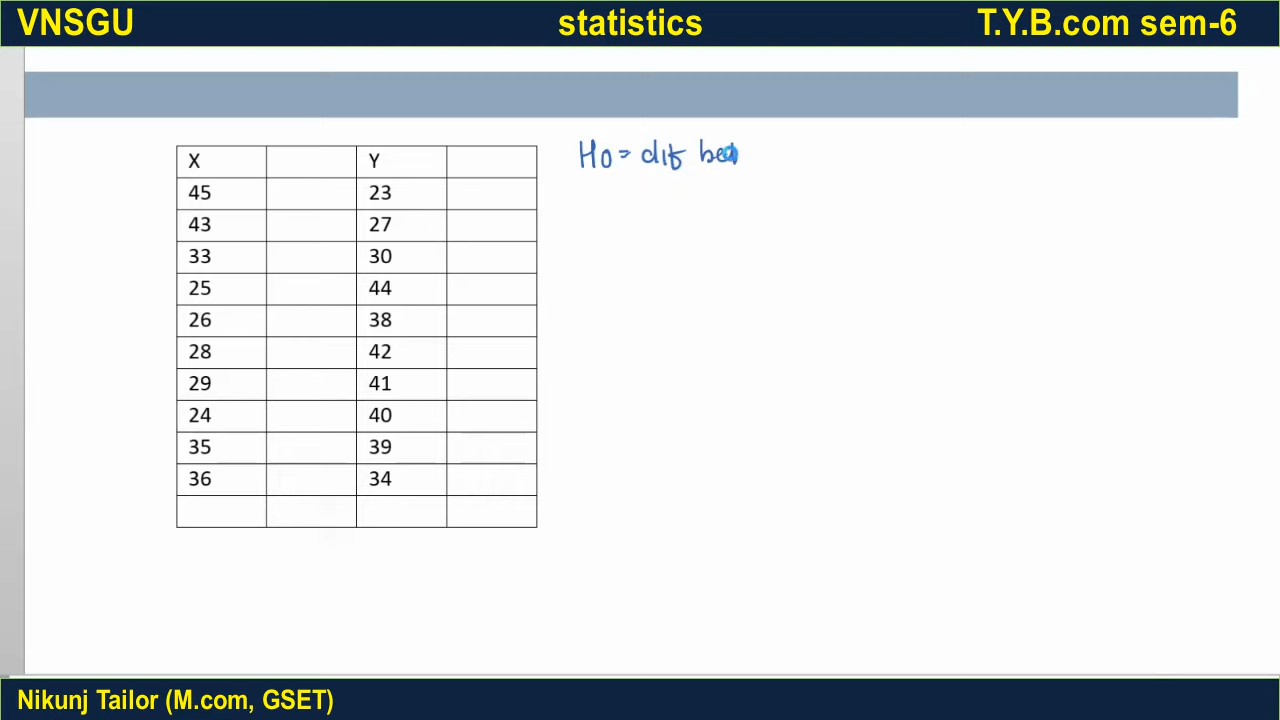 VNSGU statistics T.Y.B.com sem-6
X Y
45 23
43 27
33 30
25 44
26 38
28 42
29 41
24 40
35 39
36 34
H0 = dif
Nikunj Tailor (M.com, GSET)